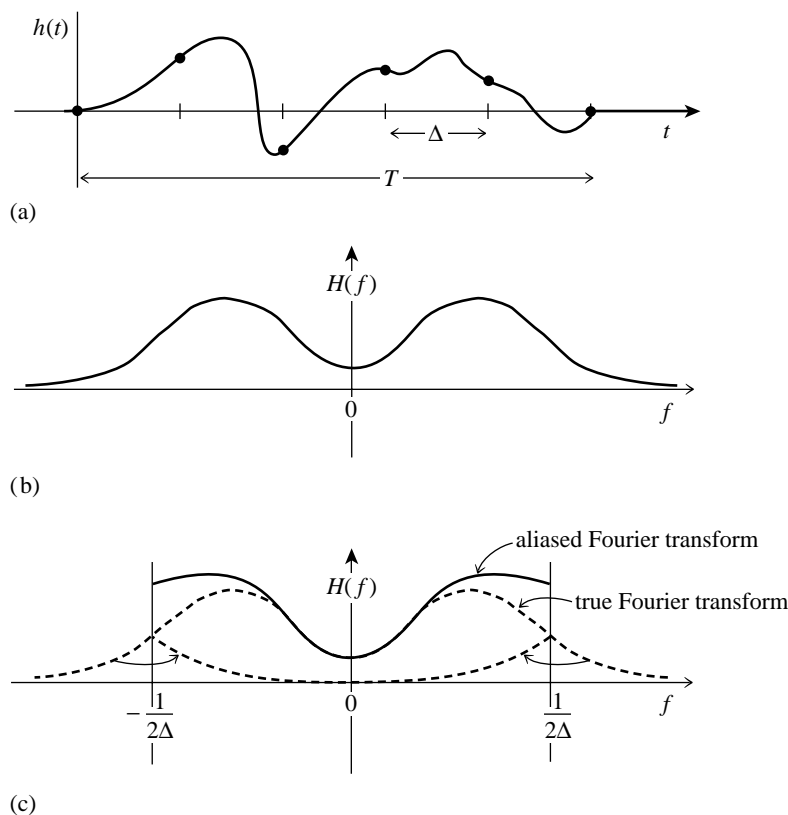 h(t)
Δ
t
T
(a)
H(f)
0
f
(b)
aliased Fourier transform
H(f)
true Fourier transform
0
f
− 1/2Δ
1/2Δ
(c)